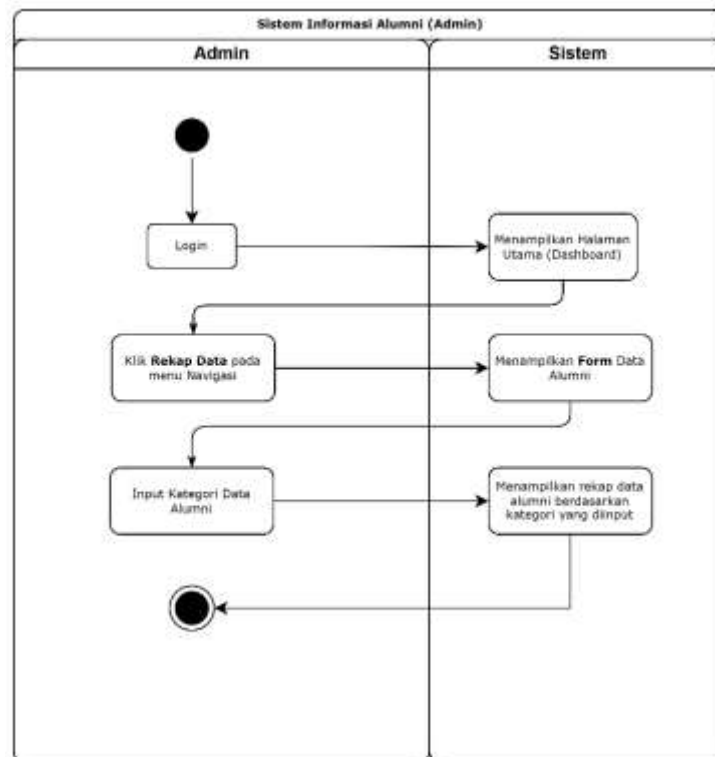 Sistem Informasi Alumni (Admin)
Admin
Sistem
Login
Menampilkan Halaman
Utama (Dashboard)
Klik Rekap Data pada
menu Navigasi
Menampilkan Form Data
Alumni
Input Kategori Data
Alumni
Menampilkan rekap data
alumni berdasarkan
kategori yang diinput